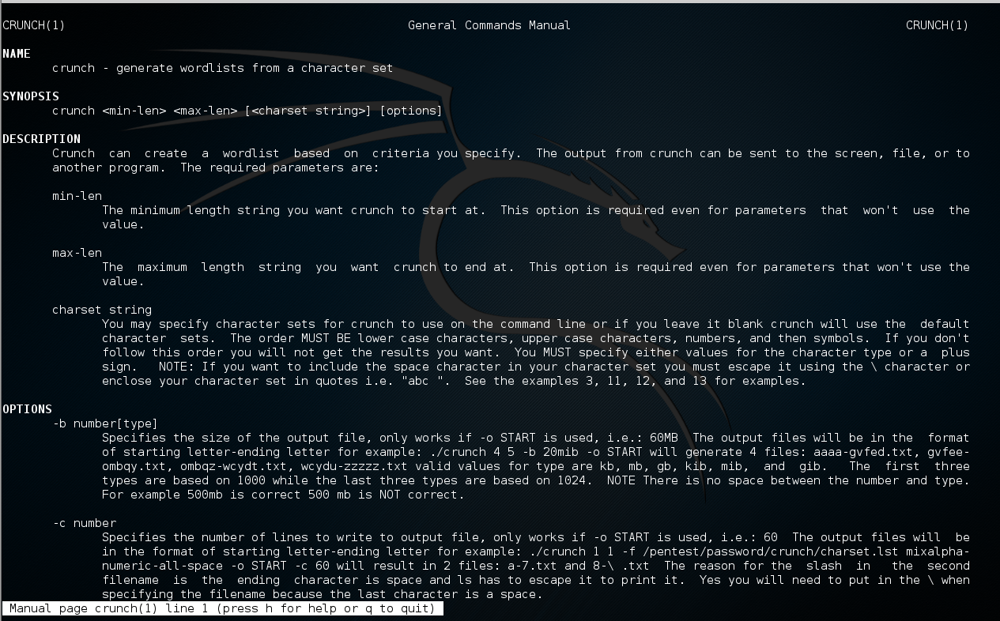 CRUNCH(1) General Commands Manual CRUNCH(1)
NAME
crunch - generate wordlists from a character set
SYNOPSIS
crunch <min-len> <max-len> [<charset string>] [options]
DESCRIPTION
Crunch can create a wordlist based on criteria you specify. The output from crunch can be sent to the screen, file, or to
another program. The required parameters are:
min-len
The minimum length string you want crunch to start at. This option is required even for parameters that won't use the
value.
max-len
The maximum length string you want crunch to end at. This option is required even for parameters that won't use the
value.
charset string
You may specify character sets for crunch to use on the command line or if you leave it blank crunch will use the default
character sets. The order MUST BE lower case characters, upper case characters, numbers, and then symbols. If you don't
follow this order you will not get the results you want. You MUST specify either values for the character type or a plus
sign. NOTE: If you want to include the space character in your character set you must escape it using the \ character or
enclose your character set in quotes i.e. "abc ". See the examples 3, 11, 12, and 13 for examples.
OPTIONS
-b number[type]
Specifies the size of the output file, only works if -o START is used, i.e.: 60MB The output files will be in the format
of starting letter-ending letter for example: ./crunch 4 5 -b 20mib -o START will generate 4 files: aaaa-gvfed.txt, gvfee-
ombqy.txt, ombqz-wcydt.txt, wcydu-zzzzz.txt valid values for type are kb, mb, gb, kib, mib, and gib. The first three
types are based on 1000 while the last three types are based on 1024. NOTE There is no space between the number and type.
For example 500mb is correct 500 mb is NOT correct.
-c number
Specifies the number of lines to write to output file, only works if -o START is used, i.e.: 60 The output files will be
in the format of starting letter-ending letter for example: ./crunch 1 1 -f /pentest/password/crunch/charset.lst mixalpha-
numeric-all-space -o START -c 60 will result in 2 files: a-7.txt and 8-\ .txt The reason for the slash in the second
filename is the ending character is space and ls has to escape it to print it. Yes you will need to put in the \ when
specifying the filename because the last character is a space.
Manual page crunch(1) line 1 (press h for help or q to quit)